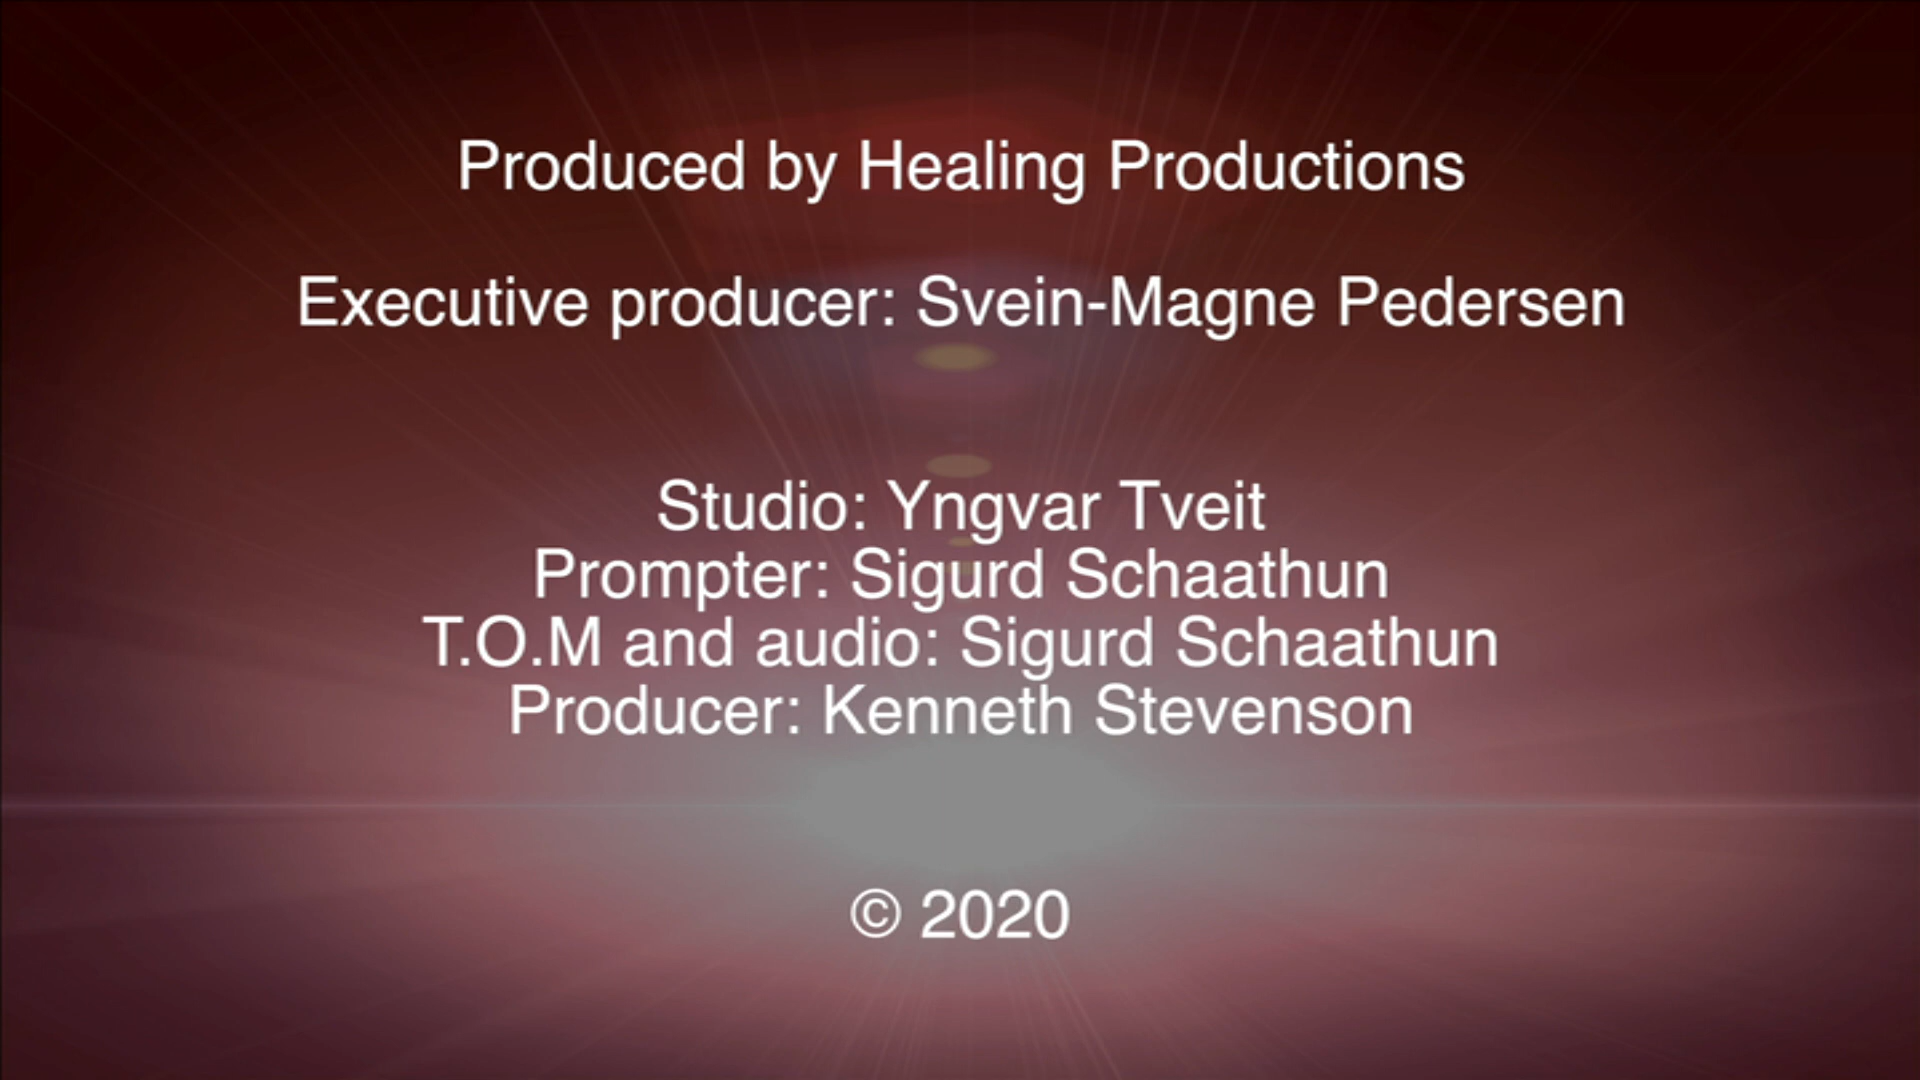 Produced by Healing Productions
Executive producer: Svein-Magne Pedersen
Studio: Yngvar Tveit
Prompter: Sigurd Schaathun
T.O.M and audio: Sigurd Schaathun
Producer: Kenneth Stevenson
© 2020